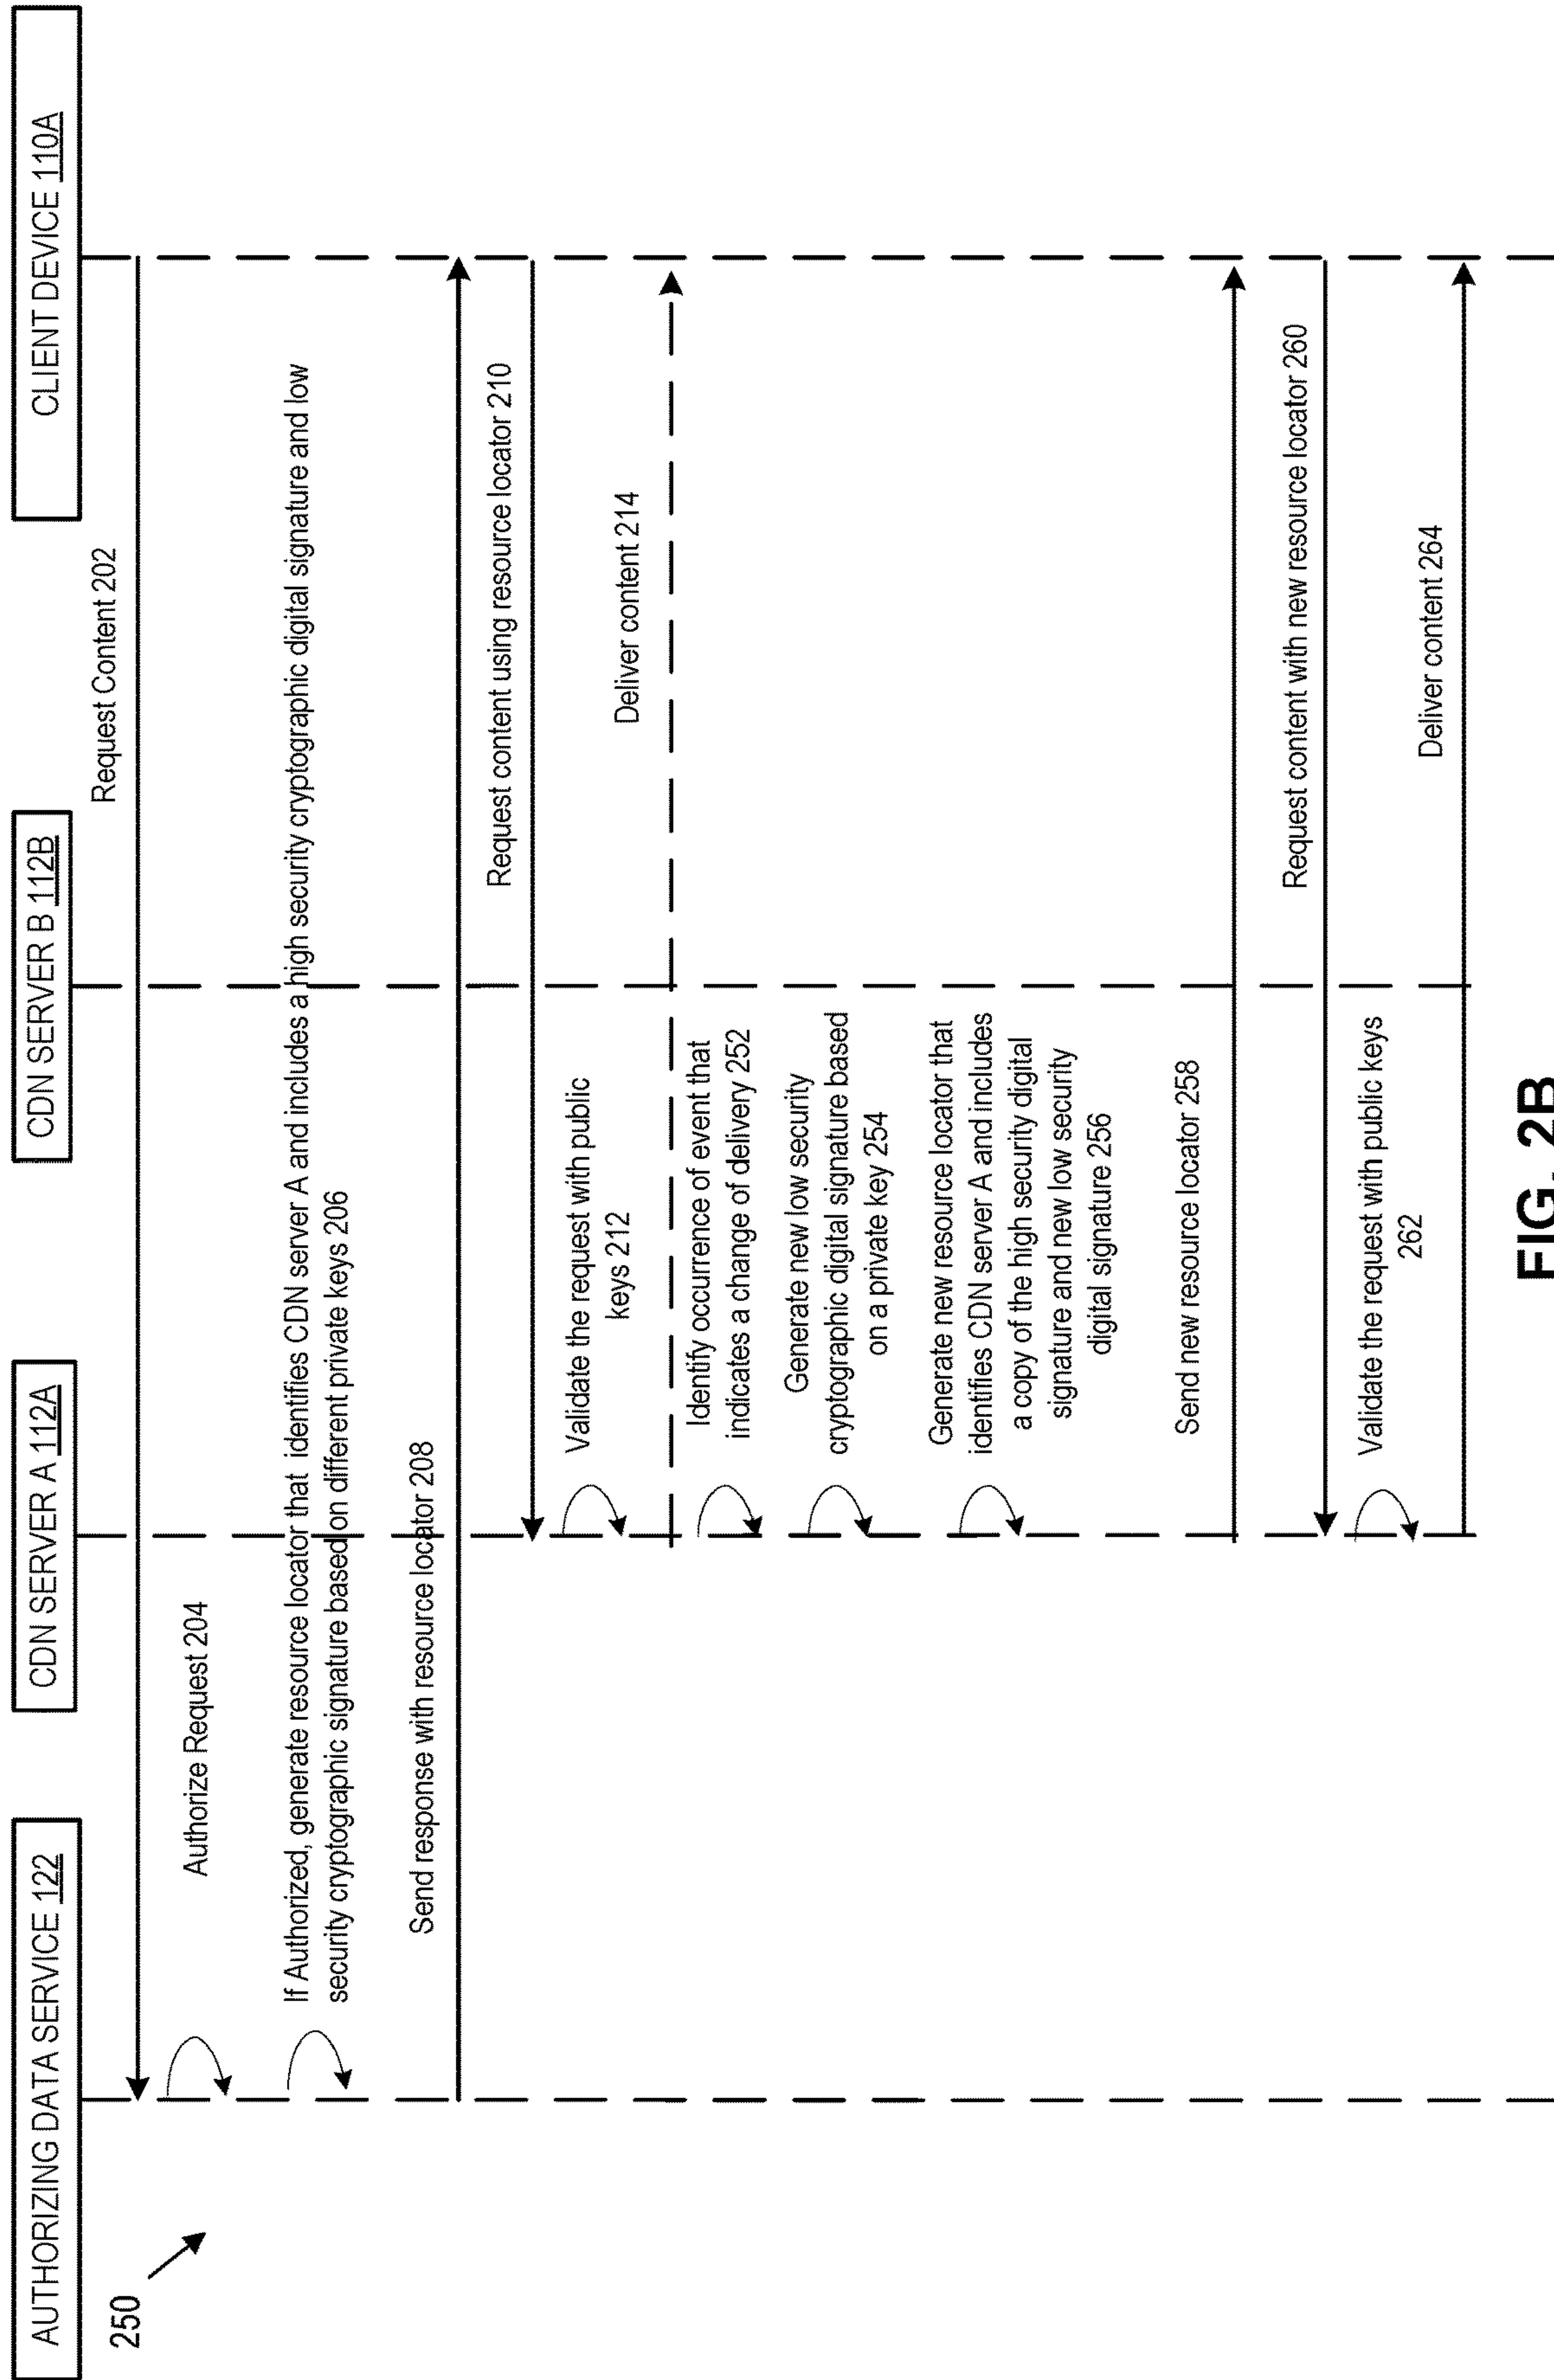 AUTHORIZING DATA SERVICE 122
CDN SERVER A 112A
CDN SERVER B 112B
CLIENT DEVICE 110A
250
Request Content 202
Authorize Request 204
If Authorized, generate resource locator that identifies CDN server A and includes a high security cryptographic digital signature and low
security cryptographic signature based on different private keys 206
Send response with resource locator 208
Request content using resource locator 210
Validate the request with public
keys 212
Deliver content 214
Identify occurrence of event that
indicates a change of delivery 252
Generate new low security
cryptographic digital signature based
on a private key 254
Generate new resource locator that
identifies CDN server A and includes
a copy of the high security digital
signature and new low security
digital signature 256
Send new resource locator 258
Request content with new resource locator 260
Validate the request with public keys
262
Deliver content 264
FIG. 2B